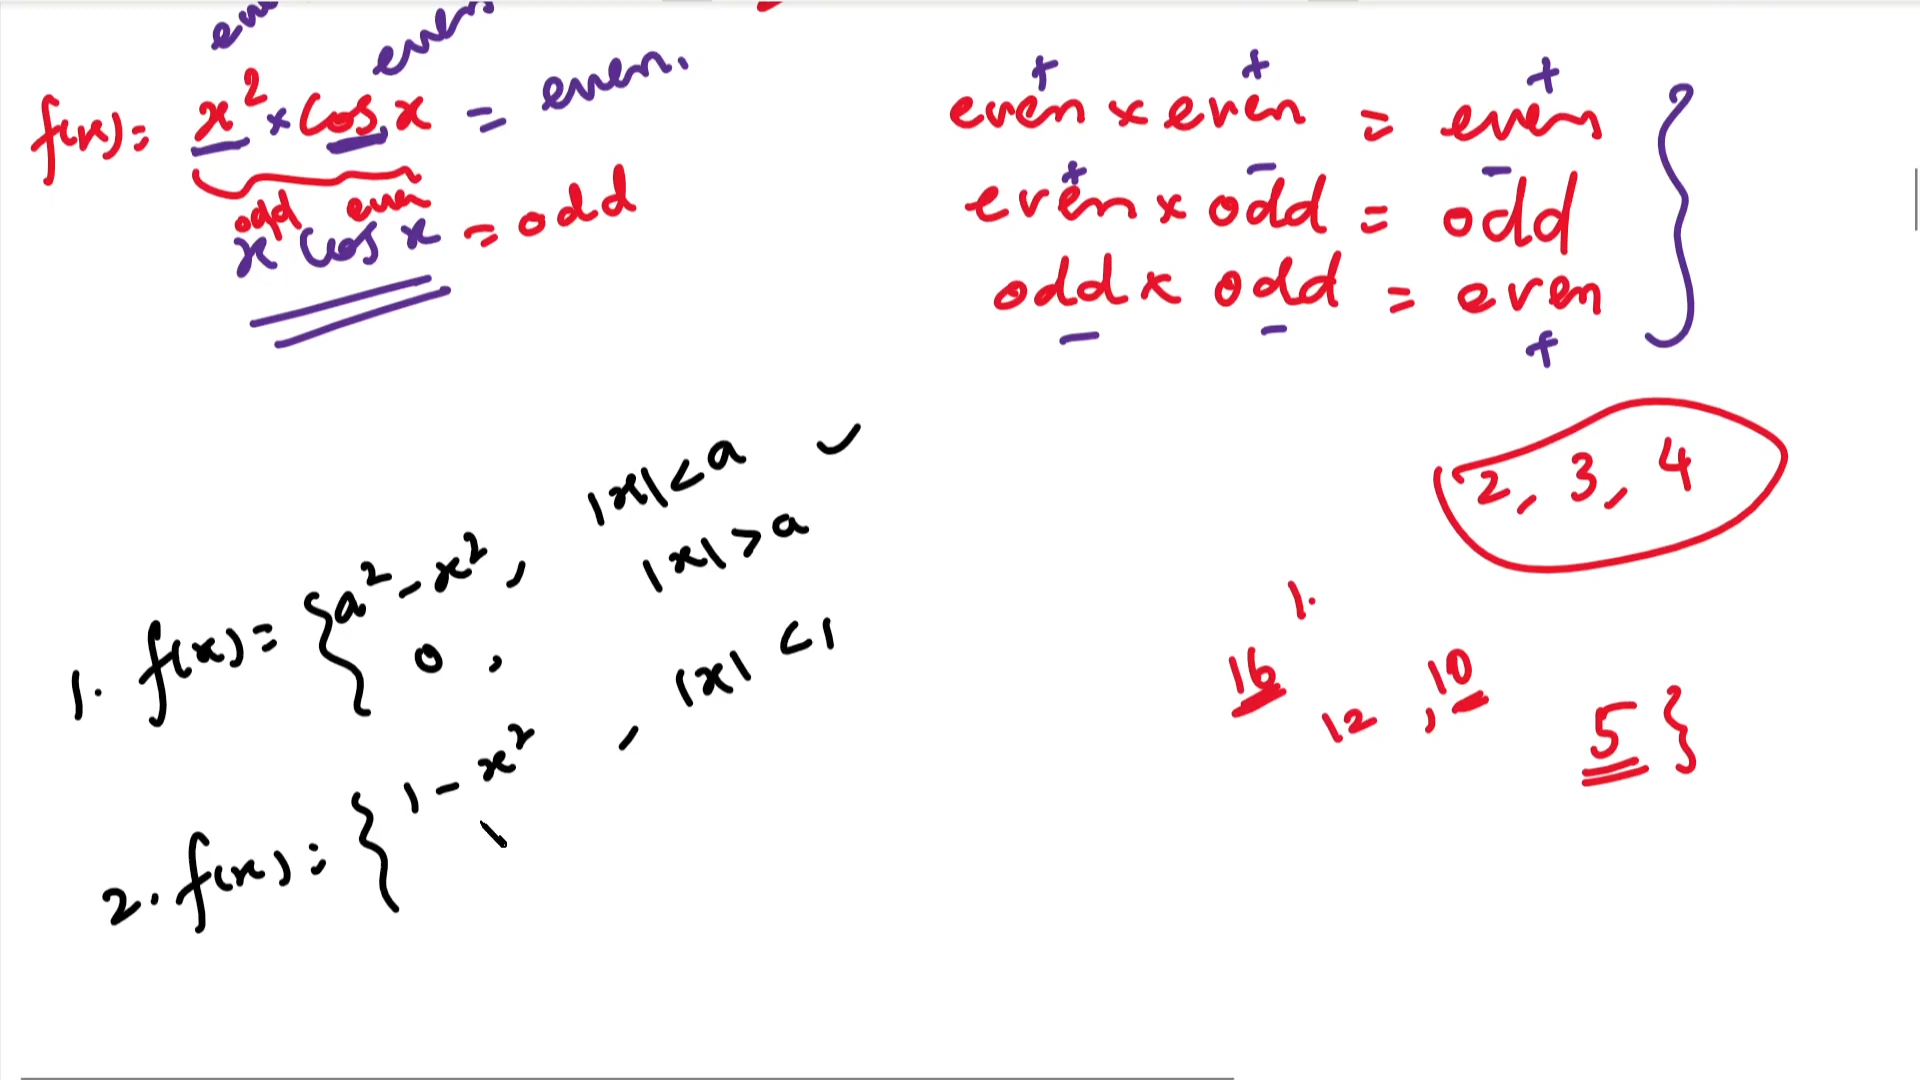 even
f(x): x² × Cos x = even.
odd even
x Cos x = odd
+ + +
even × even = even
+ − −
even × odd = odd
odd × odd = even
− − +
2, 3, 4
1. f(x) = { a² - x² , |x| < a ✓
0 , |x| > a
2. f(x) : { 1 - x² , |x| < 1
1.
16 12 , 10 5 }